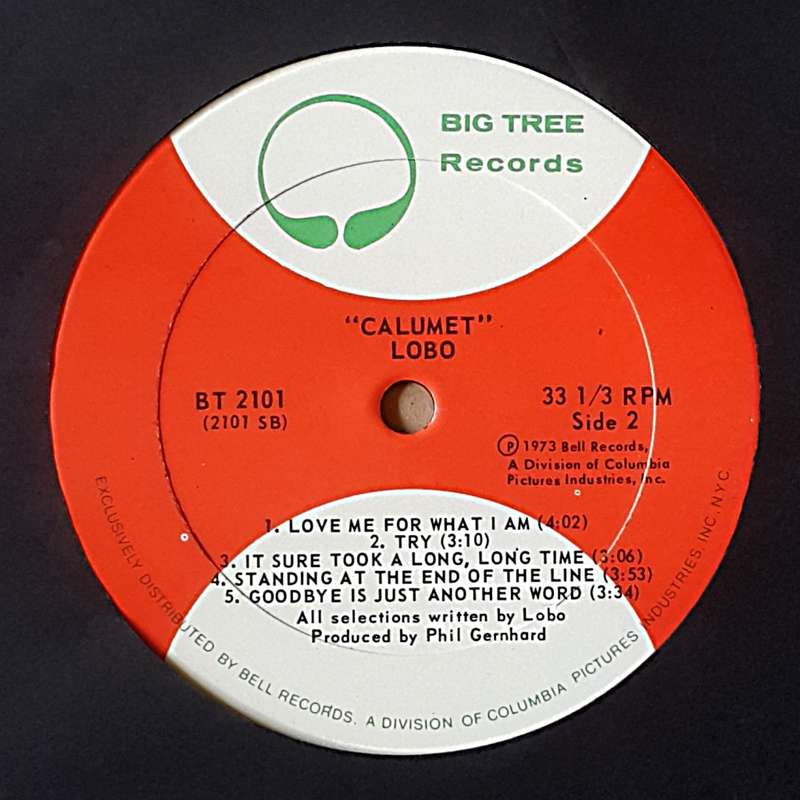 BIG TREE
Records
“CALUMET”
LOBO
BT 2101
(2101 SB)
33 1/3 RPM
Side 2
Ⓟ 1973 Bell Records,
A Division of Columbia
Pictures Industries, Inc.
1. LOVE ME FOR WHAT I AM (4:02)
2. TRY (3:10)
3. IT SURE TOOK A LONG, LONG TIME (3:06)
4. STANDING AT THE END OF THE LINE (3:53)
5. GOODBYE IS JUST ANOTHER WORD (3:34)
All selections written by Lobo
Produced by Phil Gernhard
EXCLUSIVELY DISTRIBUTED BY BELL RECORDS. A DIVISION OF COLUMBIA PICTURES INDUSTRIES, INC. N.Y.C.